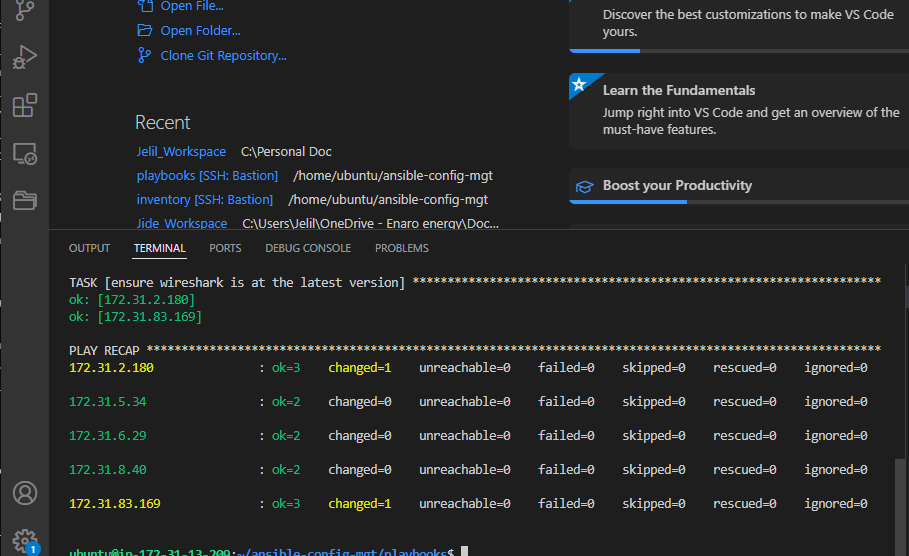 Open File...
Open Folder...
Clone Git Repository...
Recent
Jelil_Workspace C:\Personal Doc
playbooks [SSH: Bastion] /home/ubuntu/ansible-config-mgt
inventory [SSH: Bastion] /home/ubuntu/ansible-config-mgt
Jide_Workspace C:\Users\Jelil\OneDrive - Enaro energy\Doc...
Discover the best customizations to make VS Code
yours.
Learn the Fundamentals
Jump right into VS Code and get an overview of the
must-have features.
Boost your Productivity
OUTPUT TERMINAL PORTS DEBUG CONSOLE PROBLEMS
TASK [ensure wireshark is at the latest version] *******************************************************************
ok: [172.31.2.180]
ok: [172.31.83.169]
PLAY RECAP *********************************************************************************************************
172.31.2.180 : ok=3 changed=1 unreachable=0 failed=0 skipped=0 rescued=0 ignored=0
172.31.5.34 : ok=2 changed=0 unreachable=0 failed=0 skipped=0 rescued=0 ignored=0
172.31.6.29 : ok=2 changed=0 unreachable=0 failed=0 skipped=0 rescued=0 ignored=0
172.31.8.40 : ok=2 changed=0 unreachable=0 failed=0 skipped=0 rescued=0 ignored=0
172.31.83.169 : ok=3 changed=1 unreachable=0 failed=0 skipped=0 rescued=0 ignored=0
ubuntu@ip-172-31-13-209:~/ansible-config-mgt/playbooks$
1